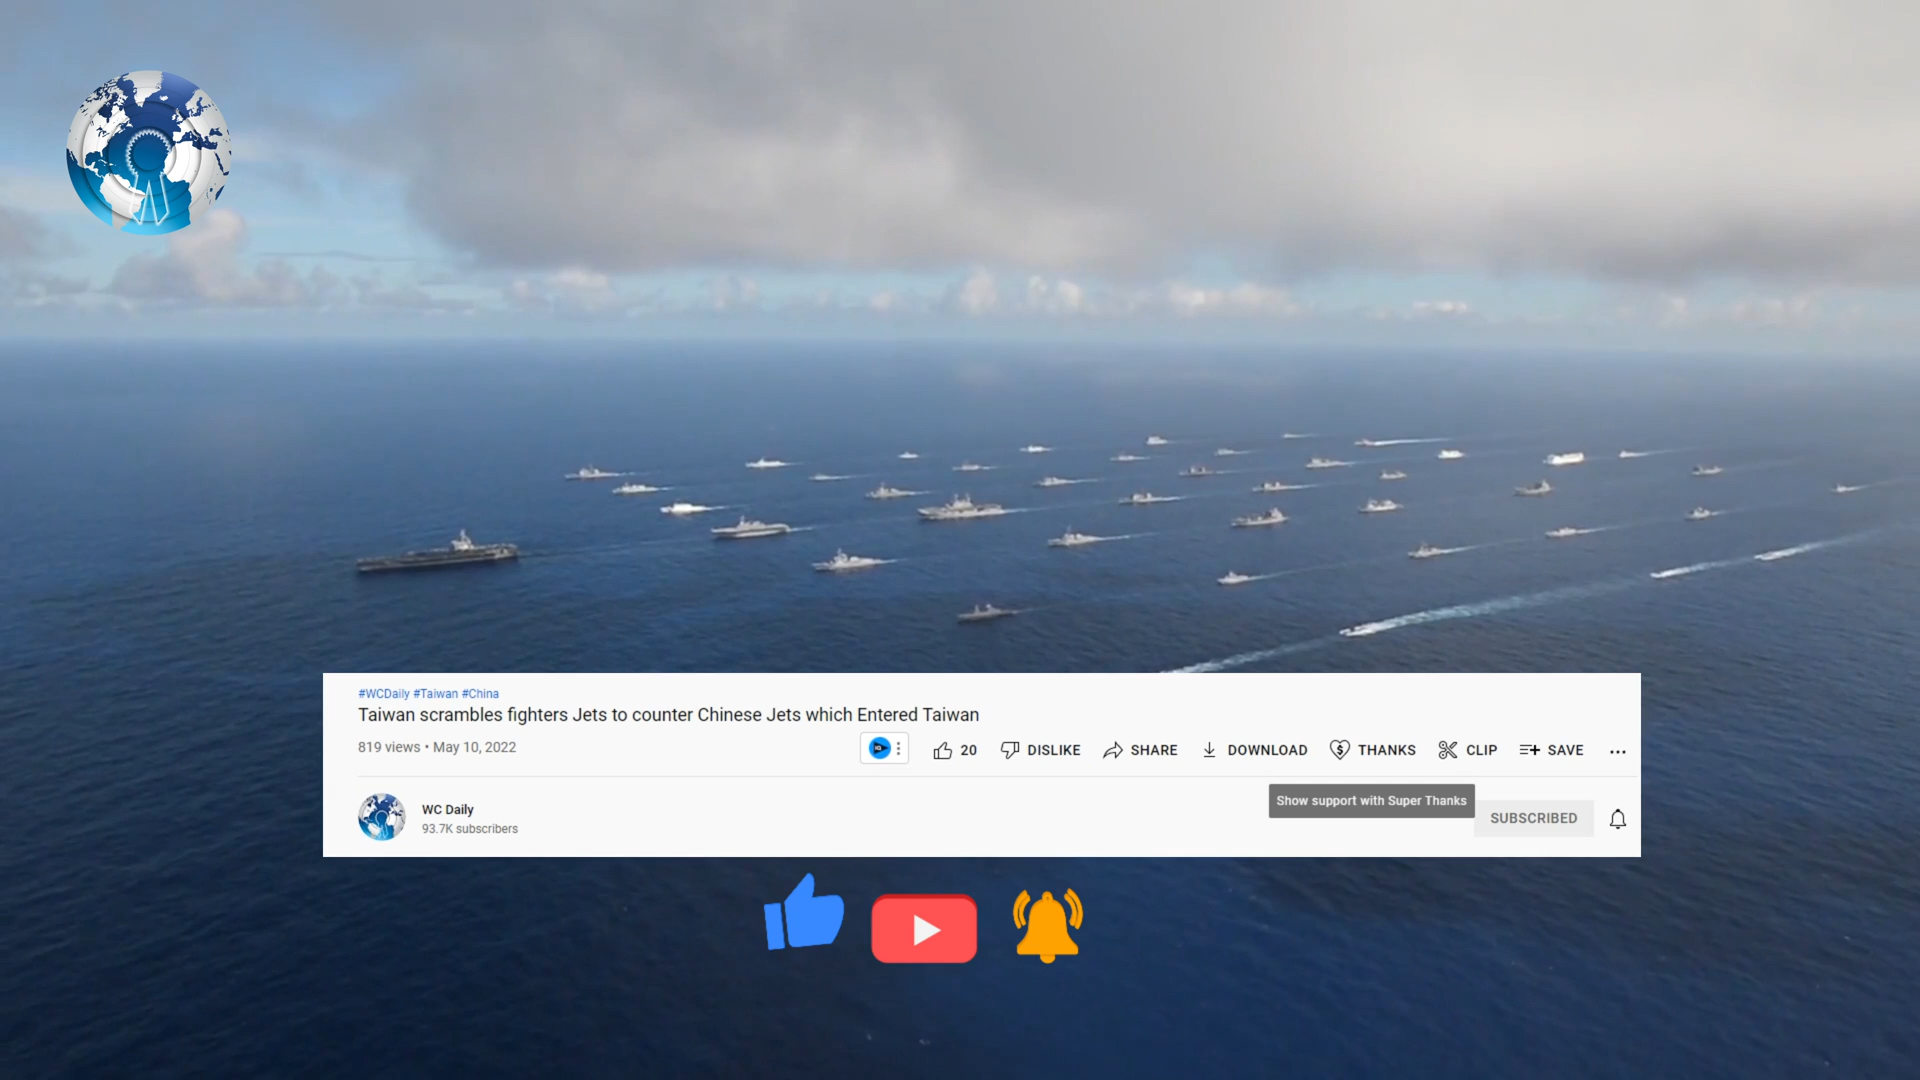 #WCDaily #Taiwan #China
Taiwan scrambles fighters Jets to counter Chinese Jets which Entered Taiwan
819 views • May 10, 2022
20 DISLIKE SHARE DOWNLOAD THANKS CLIP SAVE ...
Show support with Super Thanks
WC Daily
93.7K subscribers
SUBSCRIBED